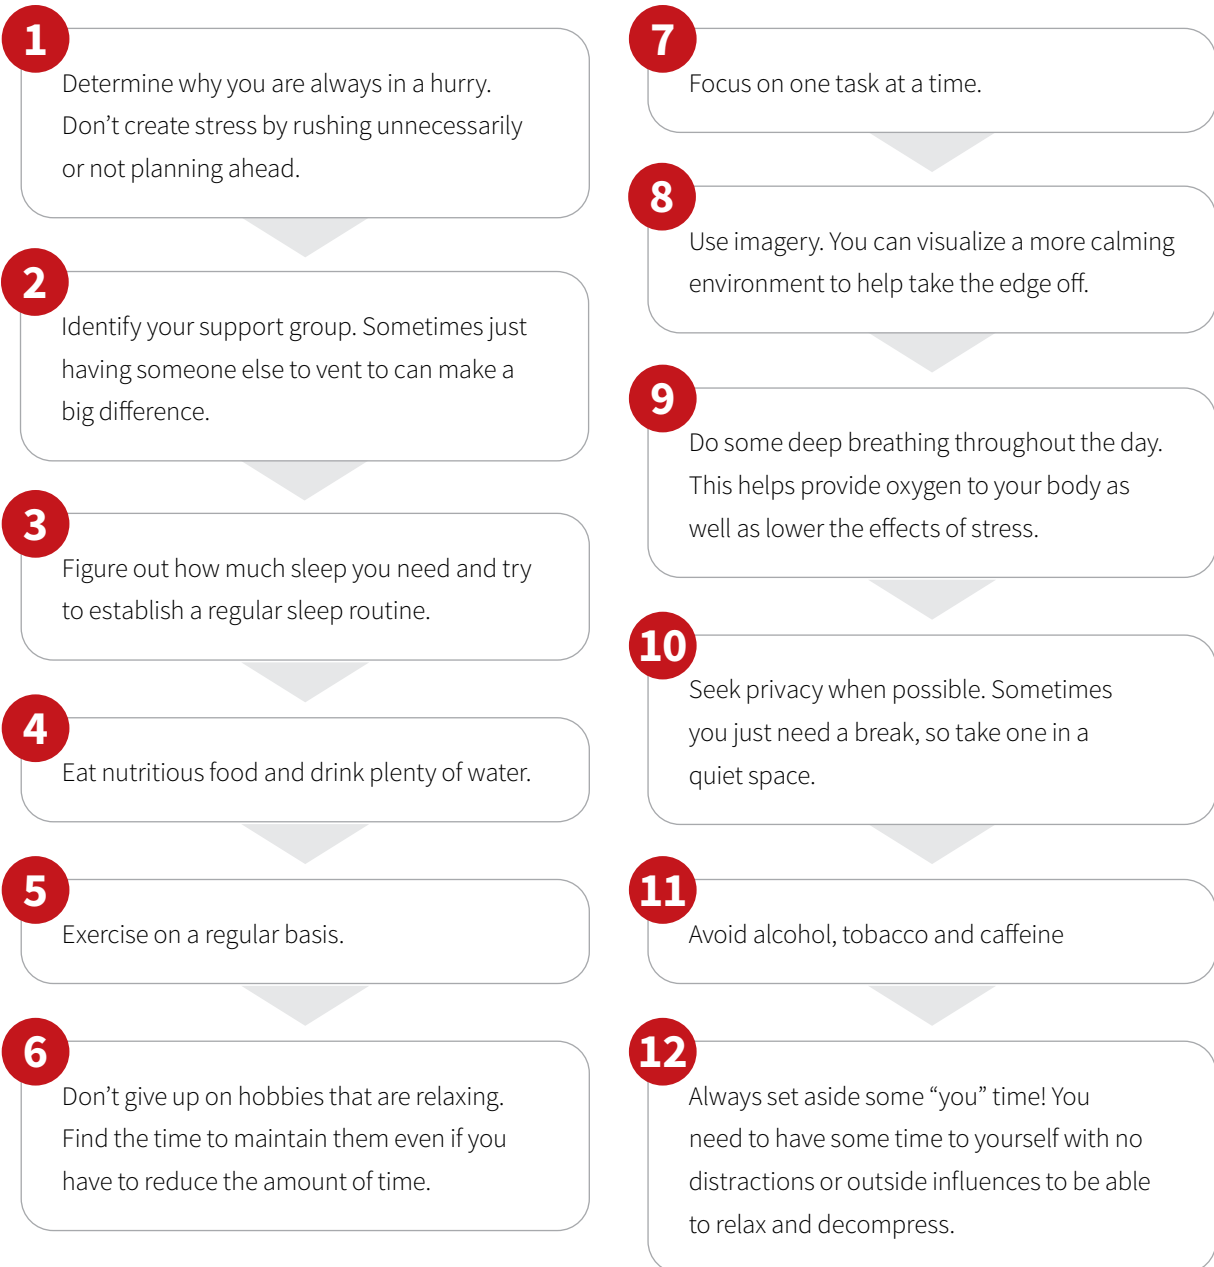 1
Determine why you are always in a hurry.
Don’t create stress by rushing unnecessarily
or not planning ahead.
2
Identify your support group. Sometimes just
having someone else to vent to can make a
big difference.
3
Figure out how much sleep you need and try
to establish a regular sleep routine.
4
Eat nutritious food and drink plenty of water.
5
Exercise on a regular basis.
6
Don’t give up on hobbies that are relaxing.
Find the time to maintain them even if you
have to reduce the amount of time.
7
Focus on one task at a time.
8
Use imagery. You can visualize a more calming
environment to help take the edge off.
9
Do some deep breathing throughout the day.
This helps provide oxygen to your body as
well as lower the effects of stress.
10
Seek privacy when possible. Sometimes
you just need a break, so take one in a
quiet space.
11
Avoid alcohol, tobacco and caffeine
12
Always set aside some “you” time! You
need to have some time to yourself with no
distractions or outside influences to be able
to relax and decompress.